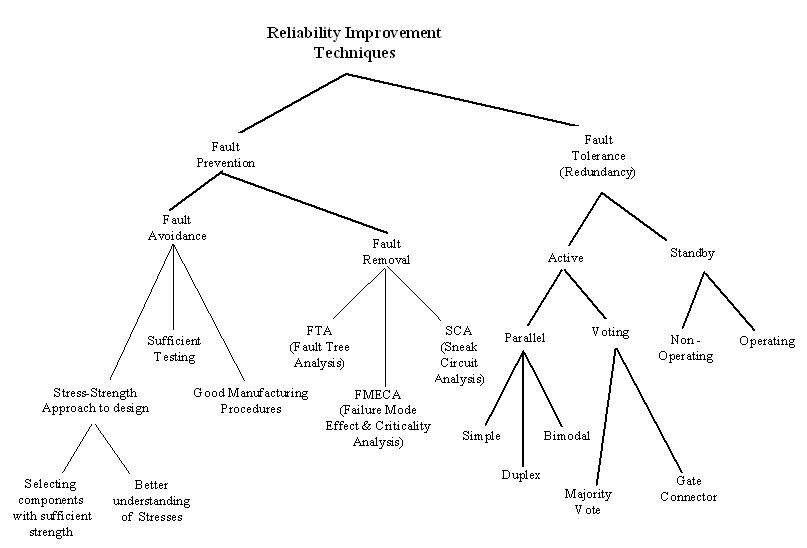 Reliability Improvement
Techniques
Fault
Prevention
Fault
Tolerance
(Redundancy)
Fault
Avoidance
Fault
Removal
Active
Standby
Sufficient
Testing
FTA
(Fault Tree
Analysis)
SCA
(Sneak
Circuit
Analysis)
Parallel
Voting
Non -
Operating
Operating
Stress-Strength
Approach to design
Good Manufacturing
Procedures
FMECA
(Failure Mode
Effect & Criticality
Analysis)
Simple
Duplex
Bimodal
Majority
Vote
Gate
Connector
Selecting
components
with sufficient
strength
Better
understanding
of Stresses